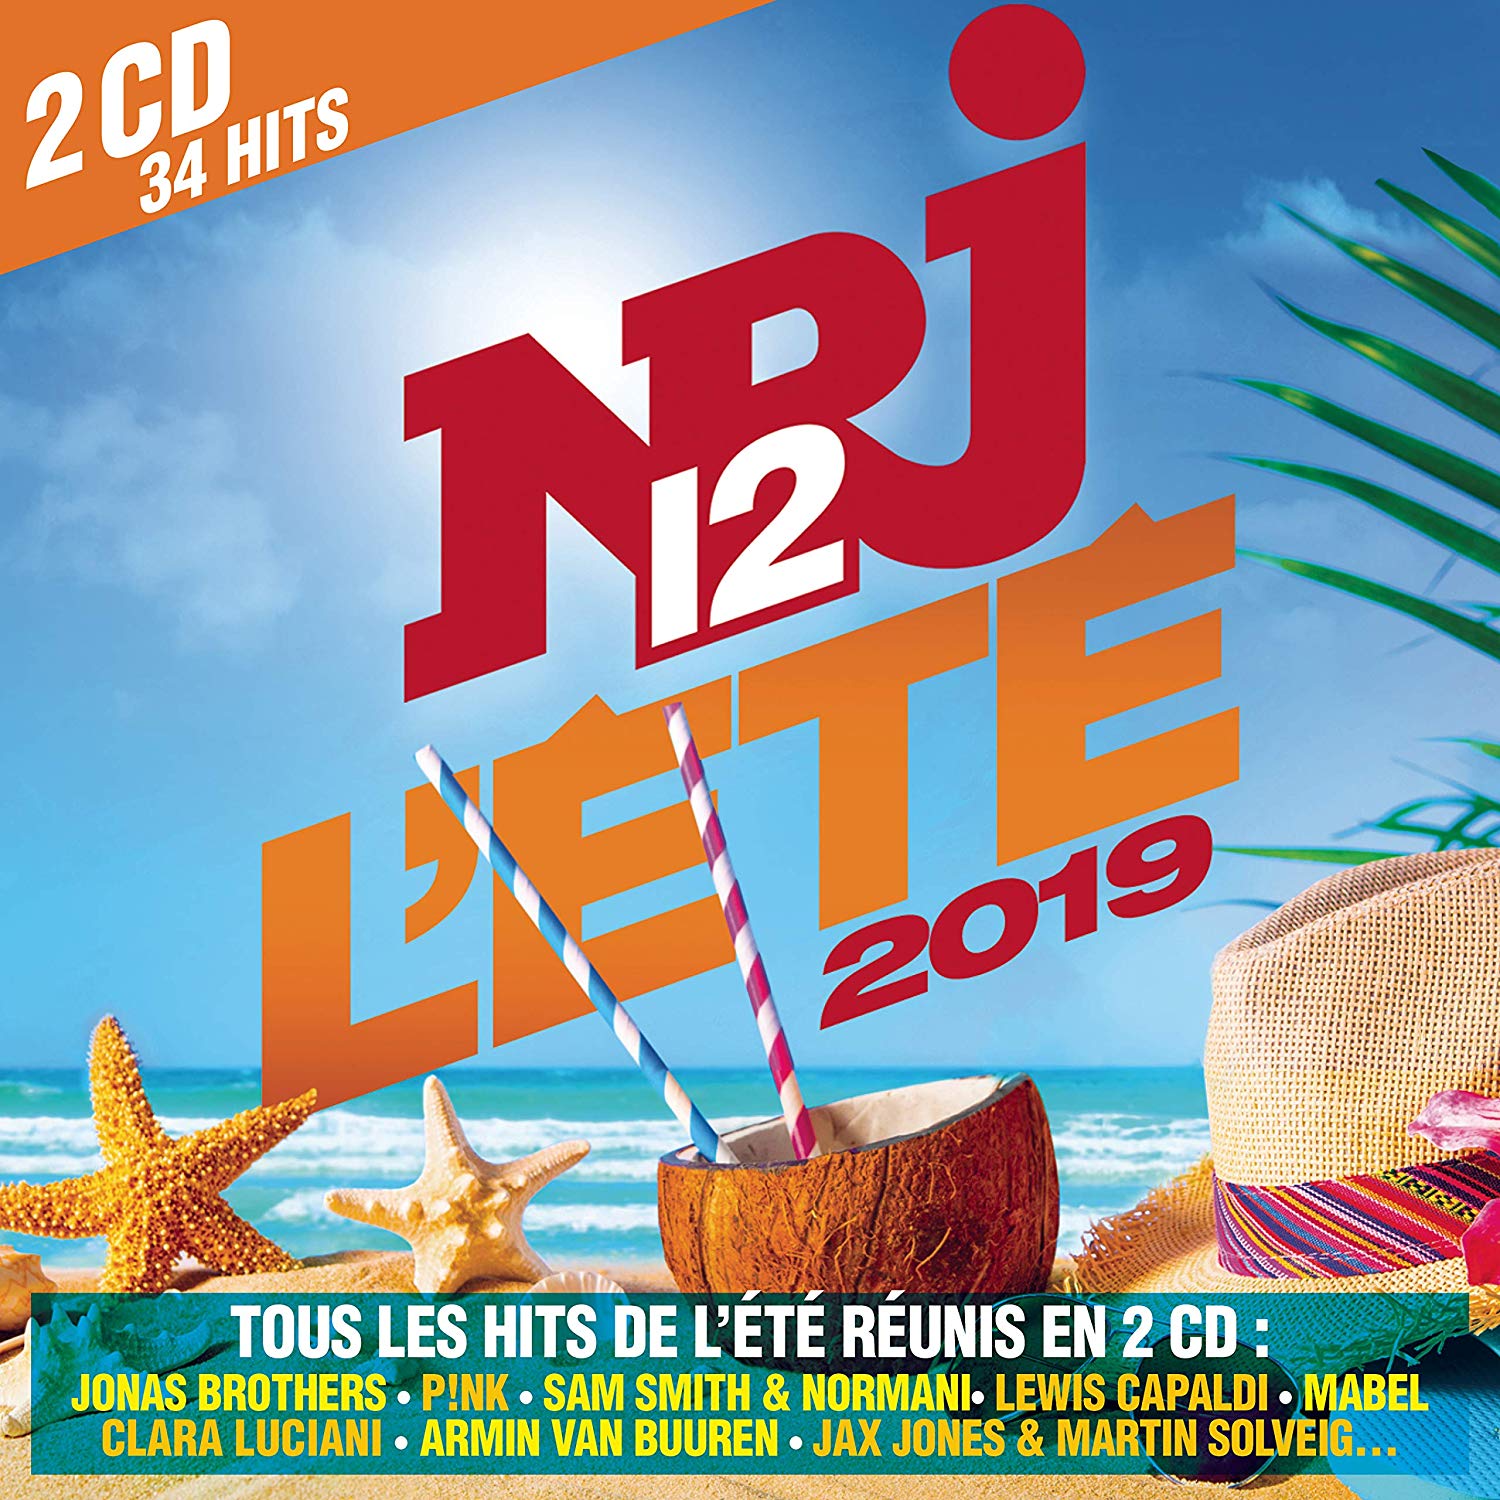 2 CD
34 HITS
NRJ
12
L'ÉTÉ
2019
TOUS LES HITS DE L'ÉTÉ RÉUNIS EN 2 CD :
JONAS BROTHERS • P!NK • SAM SMITH & NORMANI • LEWIS CAPALDI • MABEL
CLARA LUCIANI • ARMIN VAN BUUREN • JAX JONES & MARTIN SOLVEIG...